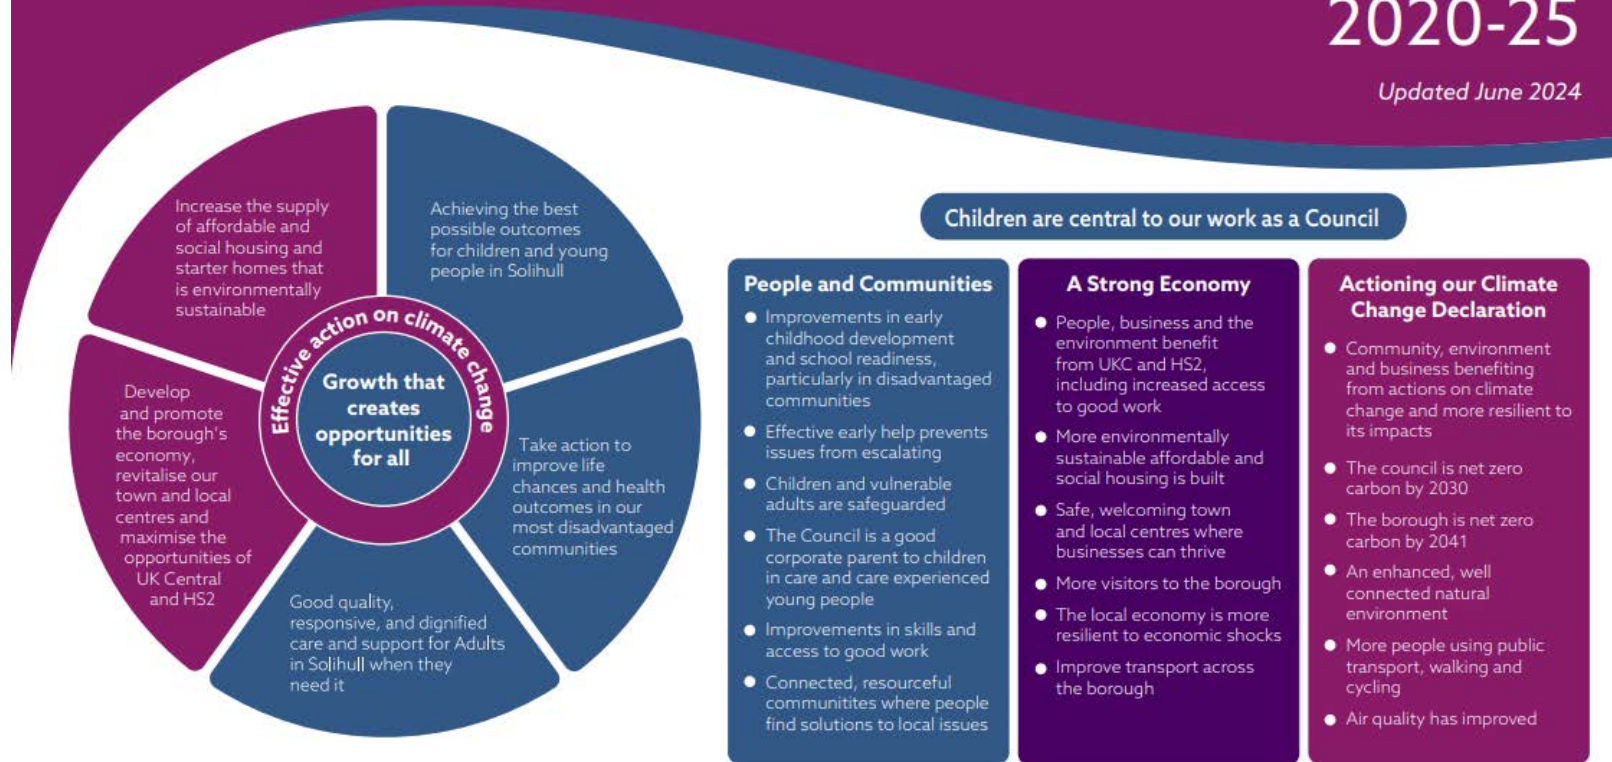 2020-25
Updated June 2024
Increase the supply
of affordable and
social housing and
starter homes that
is environmentally
sustainable
Achieving the best
possible outcomes
for children and young
people in Solihull
Take action to
improve life
chances and health
outcomes in our
most disadvantaged
communities
Good quality,
responsive, and dignified
care and support for Adults
in Solihull when they
need it
Develop
and promote
the borough's
economy,
revitalise our
town and local
centres and
maximise the
opportunities of
UK Central
and HS2
Effective action on climate change
Growth that
creates
opportunities
for all
Children are central to our work as a Council
People and Communities
Improvements in early
childhood development
and school readiness,
particularly in disadvantaged
communities
Effective early help prevents
issues from escalating
Children and vulnerable
adults are safeguarded
The Council is a good
corporate parent to children
in care and care experienced
young people
Improvements in skills and
access to good work
Connected, resourceful
communitites where people
find solutions to local issues
A Strong Economy
People, business and the
environment benefit
from UKC and HS2,
including increased access
to good work
More environmentally
sustainable affordable and
social housing is built
Safe, welcoming town
and local centres where
businesses can thrive
More visitors to the borough
The local economy is more
resilient to economic shocks
Improve transport across
the borough
Actioning our Climate
Change Declaration
Community, environment
and business benefiting
from actions on climate
change and more resilient to
its impacts
The council is net zero
carbon by 2030
The borough is net zero
carbon by 2041
An enhanced, well
connected natural
environment
More people using public
transport, walking and
cycling
Air quality has improved